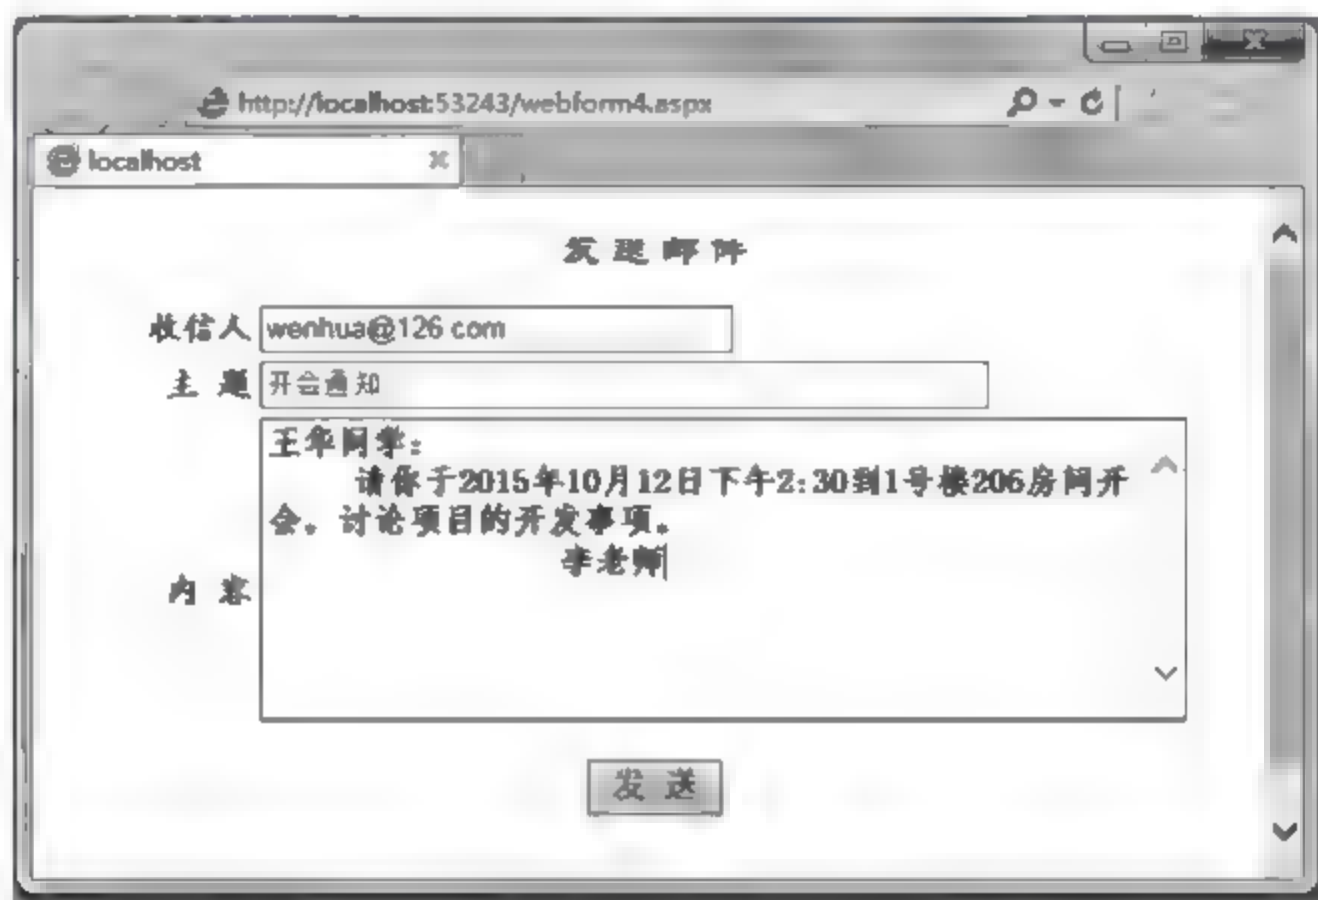 http://localhost:53243/webform4.aspx
localhost
发送邮件
收信人 wenhua@126.com
主题 开会通知
王华同学：
请你于2015年10月12日下午2:30到1号楼206房间开
会，讨论项目的开发事项。
李老师
内容
发送